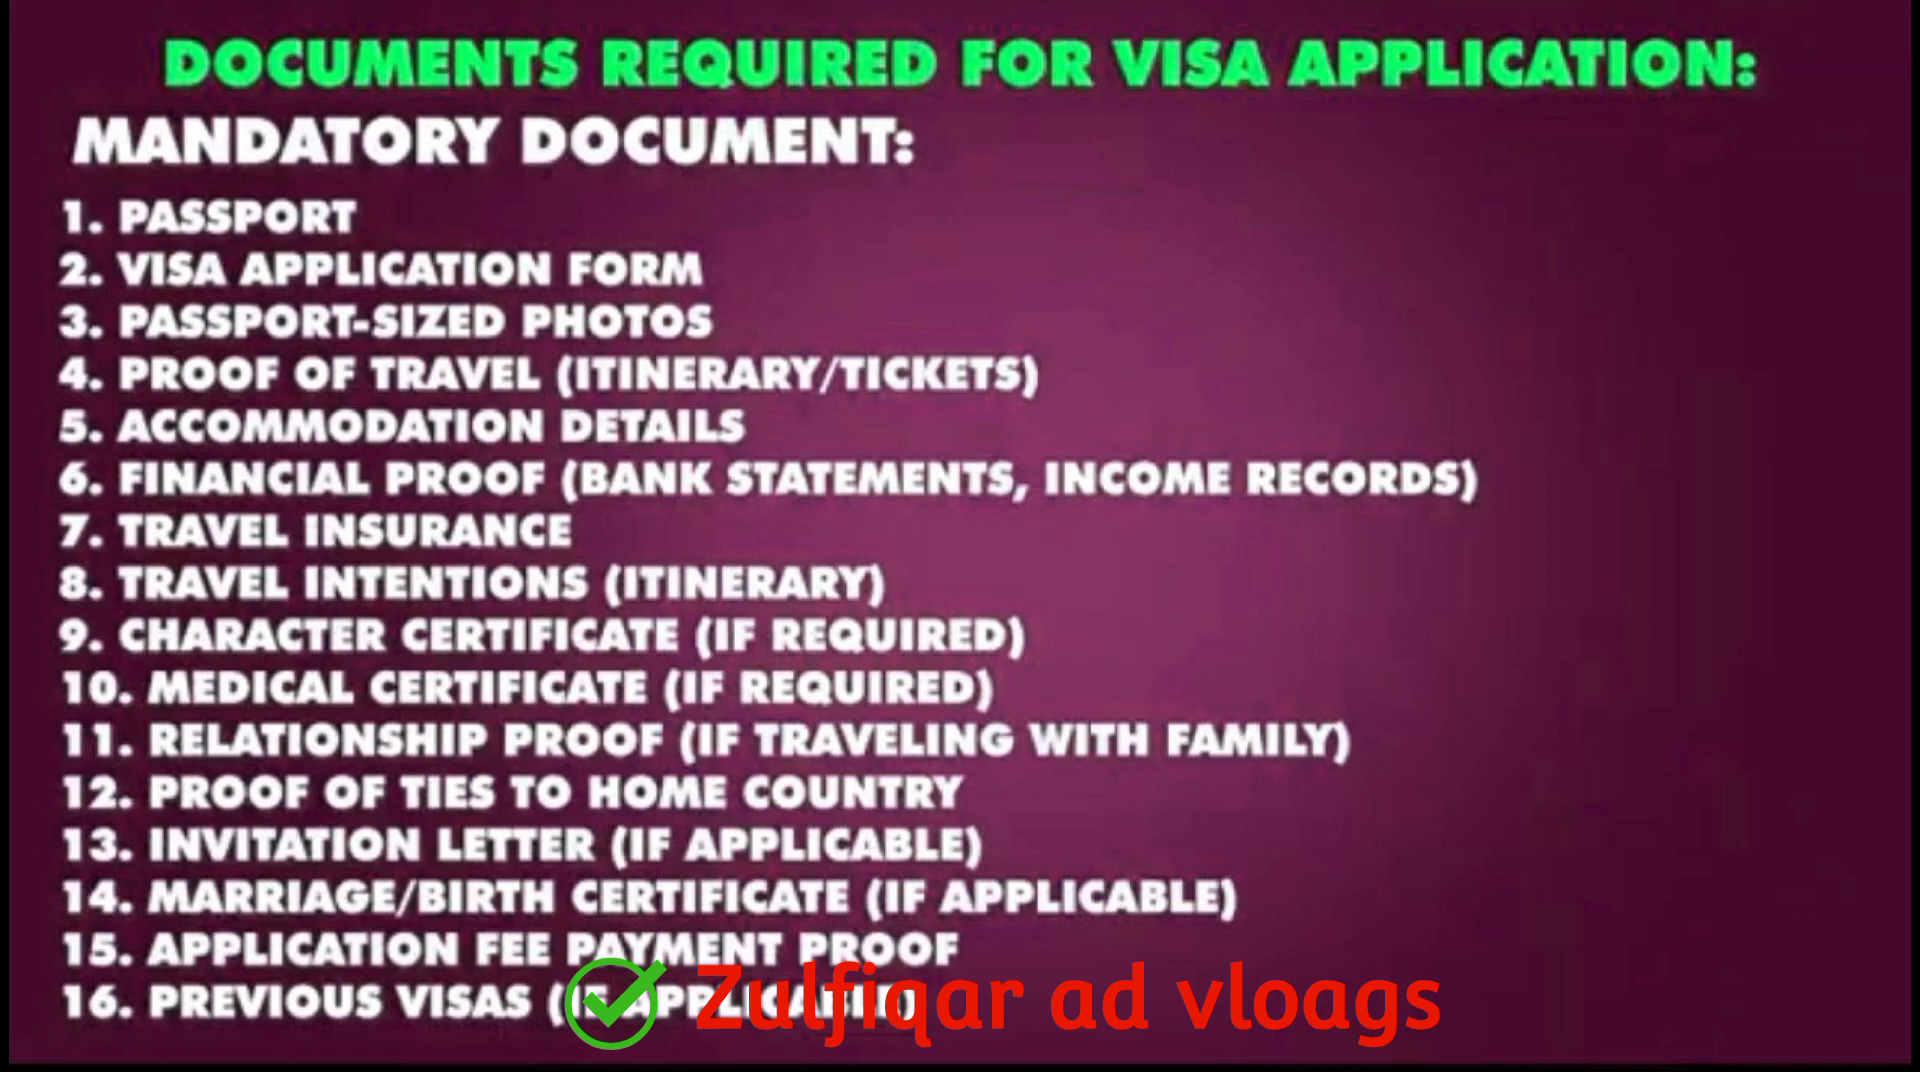 DOCUMENTS REQUIRED FOR VISA APPLICATION:
MANDATORY DOCUMENT:
1. PASSPORT
2. VISA APPLICATION FORM
3. PASSPORT-SIZED PHOTOS
4. PROOF OF TRAVEL (ITINERARY/TICKETS)
5. ACCOMMODATION DETAILS
6. FINANCIAL PROOF (BANK STATEMENTS, INCOME RECORDS)
7. TRAVEL INSURANCE
8. TRAVEL INTENTIONS (ITINERARY)
9. CHARACTER CERTIFICATE (IF REQUIRED)
10. MEDICAL CERTIFICATE (IF REQUIRED)
11. RELATIONSHIP PROOF (IF TRAVELING WITH FAMILY)
12. PROOF OF TIES TO HOME COUNTRY
13. INVITATION LETTER (IF APPLICABLE)
14. MARRIAGE/BIRTH CERTIFICATE (IF APPLICABLE)
15. APPLICATION FEE PAYMENT PROOF
16. PREVIOUS VISAS (IF APPLICABLE)
Zulfiqar ad vloags